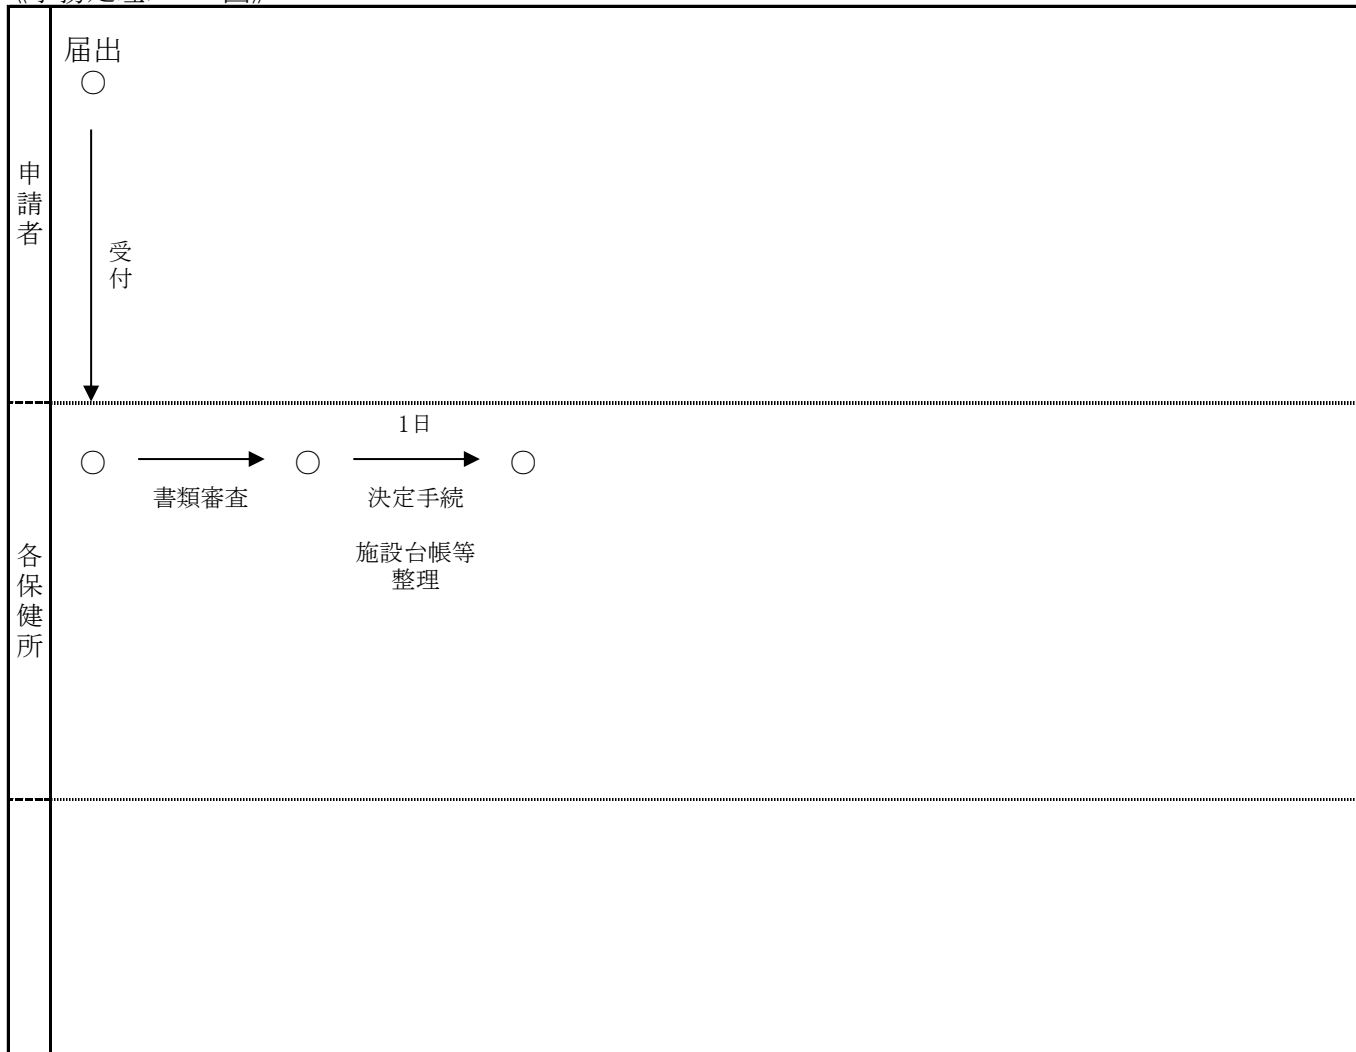 届出
○
申請者
受付
1日
○ ○ ○
書類審査 決定手続
施設台帳等
整理
各保健所